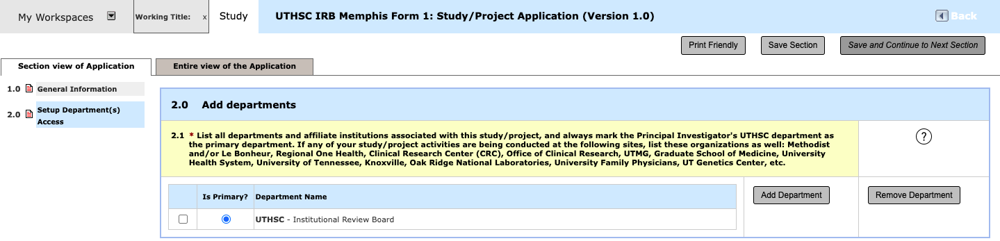 My Workspaces
Working Title: x
Study
UTHSC IRB Memphis Form 1: Study/Project Application (Version 1.0)
Back
Print Friendly
Save Section
Save and Continue to Next Section
Section view of Application
Entire view of the Application
1.0 General Information
2.0 Setup Department(s)
Access
2.0 Add departments
2.1 * List all departments and affiliate institutions associated with this study/project, and always mark the Principal Investigator's UTHSC department as
the primary department. If any of your study/project activities are being conducted at the following sites, list these organizations as well: Methodist
and/or Le Bonheur, Regional One Health, Clinical Research Center (CRC), Office of Clinical Research, UTMG, Graduate School of Medicine, University
Health System, University of Tennessee, Knoxville, Oak Ridge National Laboratories, University Family Physicians, UT Genetics Center, etc.
?
Is Primary? Department Name
Add Department
Remove Department
UTHSC - Institutional Review Board